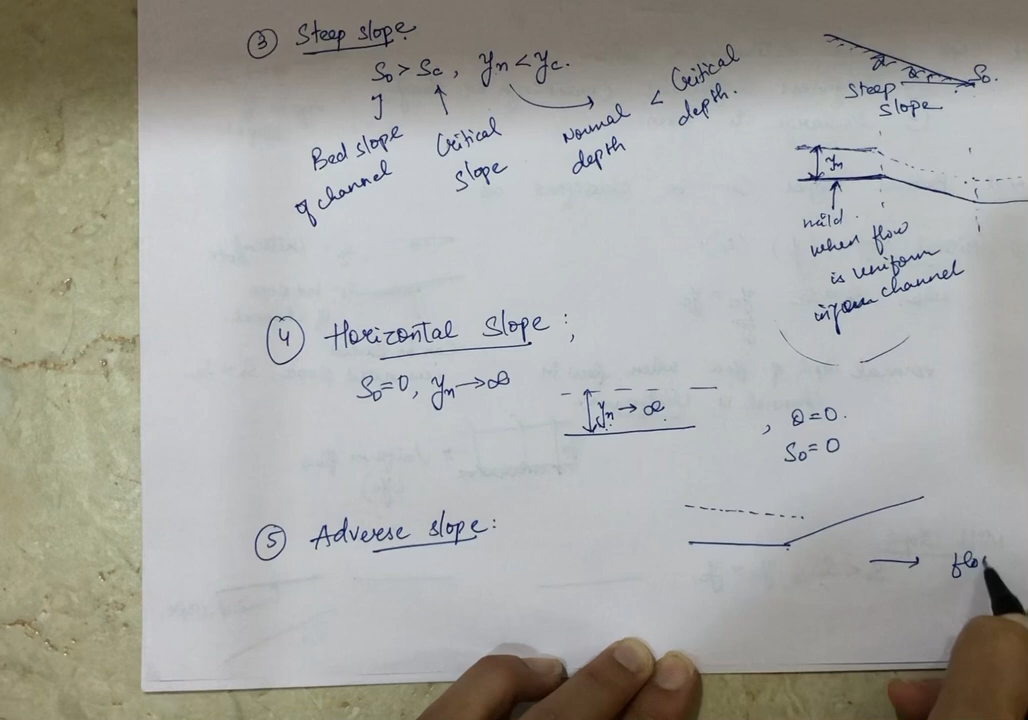 ③ Steep slope
S₀ > Sc, yn < yc.
Bed slope
of channel
Critical
slope
Normal
depth
<
Critical
depth.
S₀.
Steep
slope
yn
mild.
when flow
is uniform
channel
④ Horizontal slope :
S₀=0, yn→∞
yn→∞
, θ=0.
S₀=0
⑤ Adverse slope:
→ flo